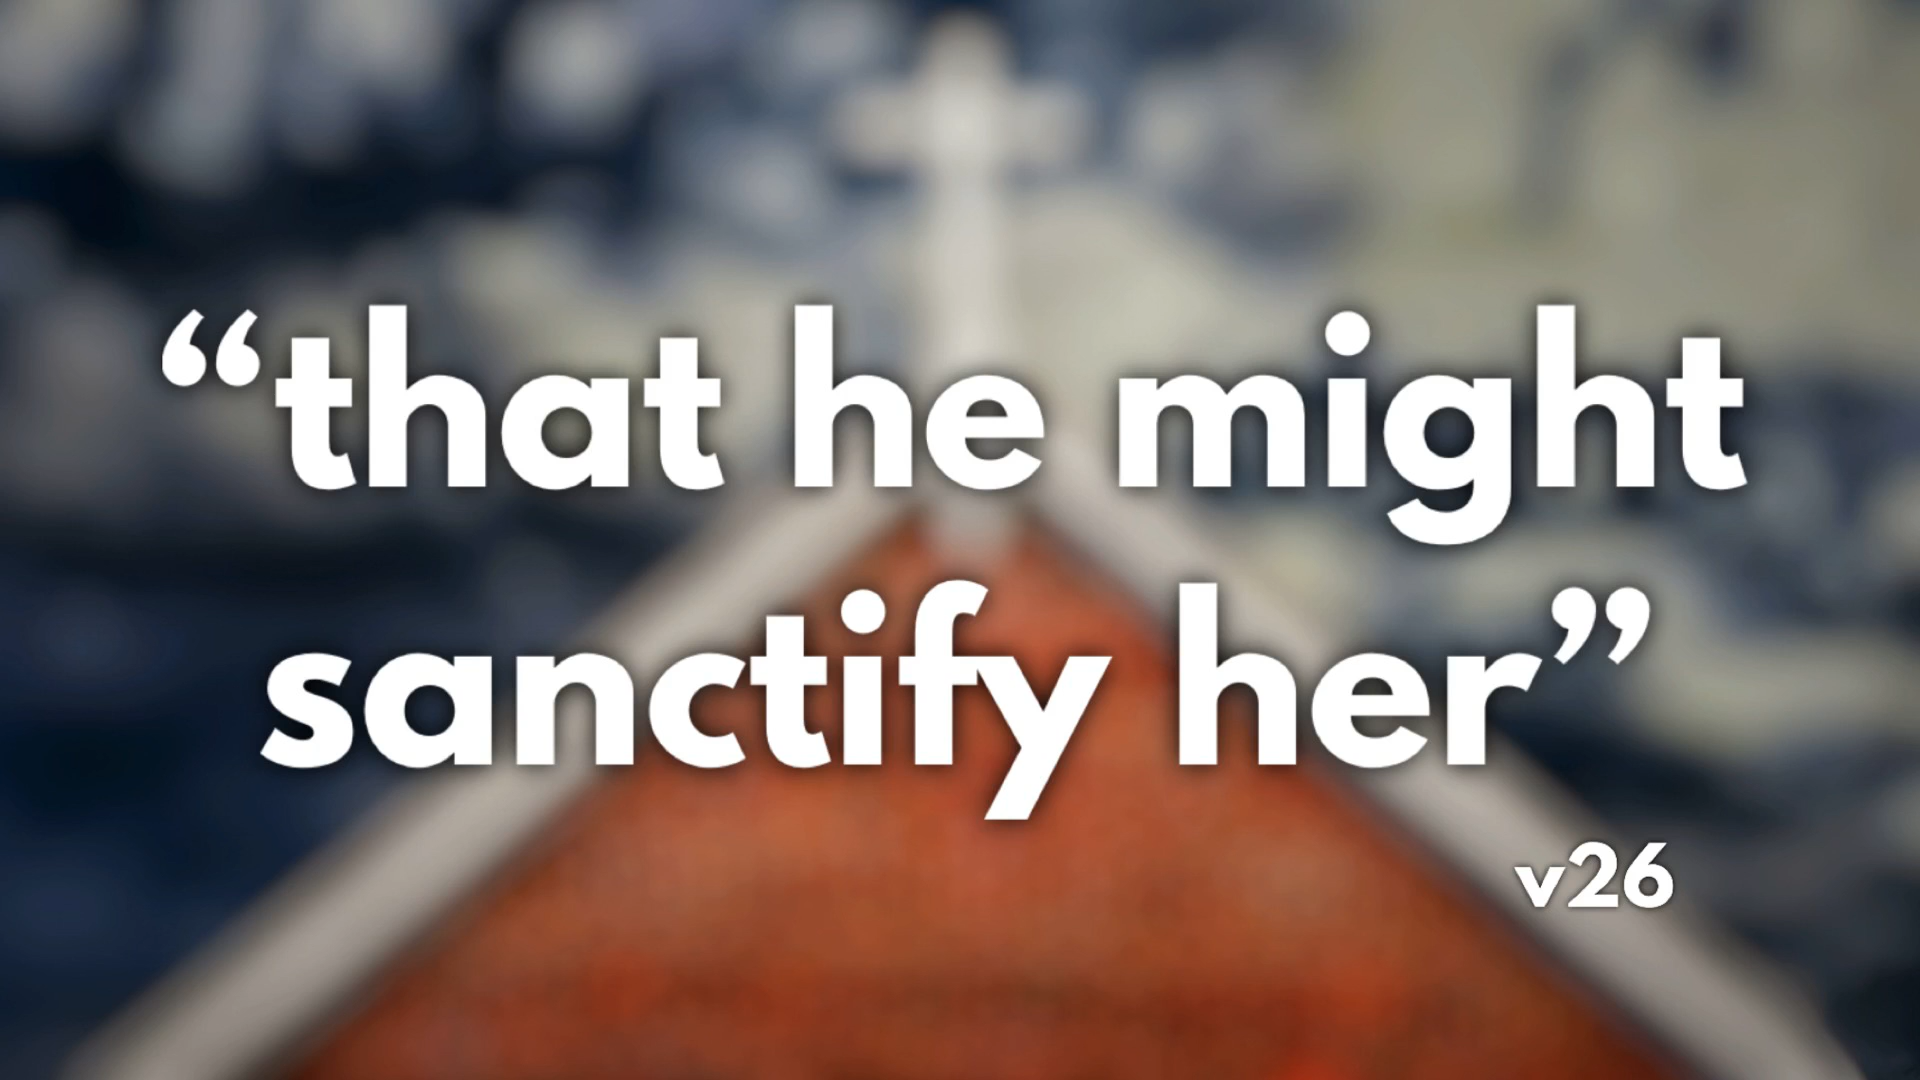 “that he might
sanctify her”
v26